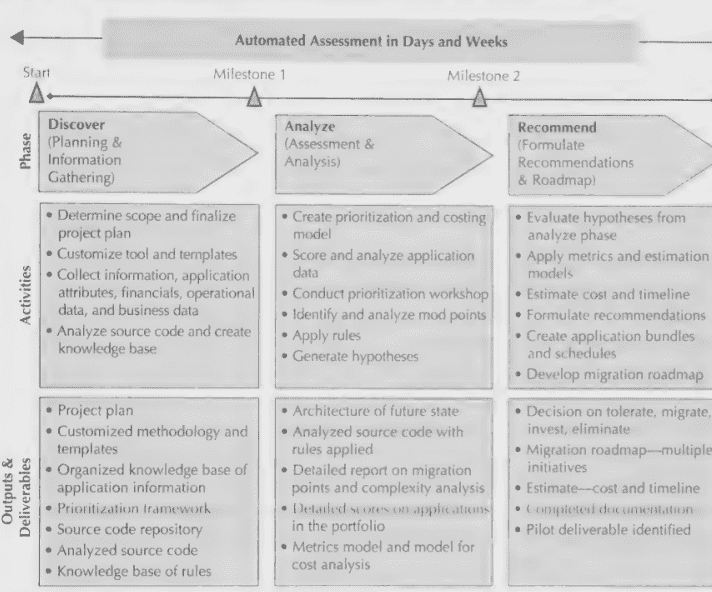 Automated Assessment in Days and Weeks
Start
Milestone 1
Milestone 2
Phase
Discover
(Planning &
Information
Gathering)
Analyze
(Assessment &
Analysis)
Recommend
(Formulate
Recommendations
& Roadmap)
Activities
• Determine scope and finalize
project plan
• Customize tool and templates
• Collect information, application
attributes, financials, operational
data, and business data
• Analyze source code and create
knowledge base
• Create prioritization and costing
model
• Score and analyze application
data
• Conduct prioritization workshop
• Identify and analyze mod points
• Apply rules
• Generate hypotheses
• Evaluate hypotheses from
analyze phase
• Apply metrics and estimation
models
• Estimate cost and timeline
• Formulate recommendations
• Create application bundles
and schedules
• Develop migration roadmap
Outputs &
Deliverables
• Project plan
• Customized methodology and
templates
• Organized knowledge base of
application information
• Prioritization framework
• Source code repository
• Analyzed source code
• Knowledge base of rules
• Architecture of future state
• Analyzed source code with
rules applied
• Detailed report on migration
points and complexity analysis
• Detailed scores on applications
in the portfolio
• Metrics model and model for
cost analysis
• Decision on tolerate, migrate,
invest, eliminate
• Migration roadmap—multiple
initiatives
• Estimate—cost and timeline
• Completed documentation
• Pilot deliverable identified